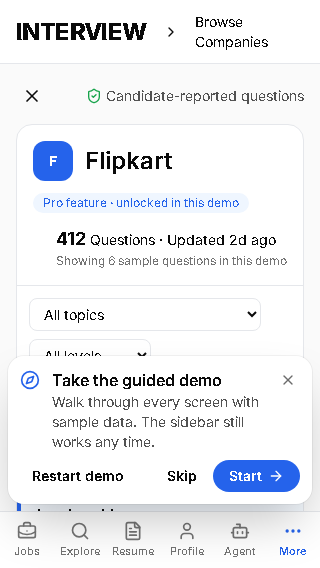 INTERVIEW
Browse
Companies
Candidate-reported questions
F
Flipkart
Pro feature · unlocked in this demo
412 Questions · Updated 2d ago
Showing 6 sample questions in this demo
All topics
All levels
Take the guided demo
Walk through every screen with
sample data. The sidebar still
works any time.
Restart demo
Skip
Start
Jobs
Explore
Resume
Profile
Agent
More